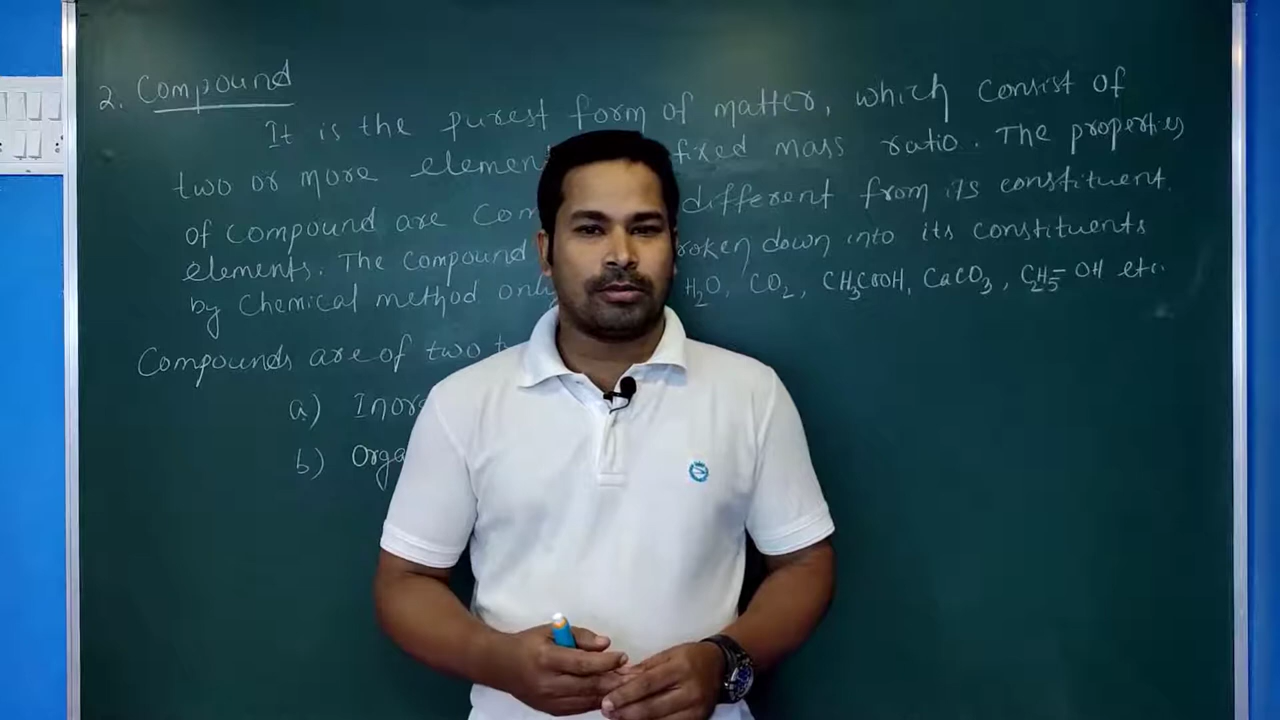 2. Compound
It is the purest form of matter, which consist of
two or more elemen fixed mass ratio. The properties
of compound are Com different from its constituent
elements. The compound roken down into its constituents
by Chemical method only H₂O, CO₂, CH₃COOH, CaCO₃, C₂H₅-OH etc.
Compounds are of two t
a) Inor
b) Orga